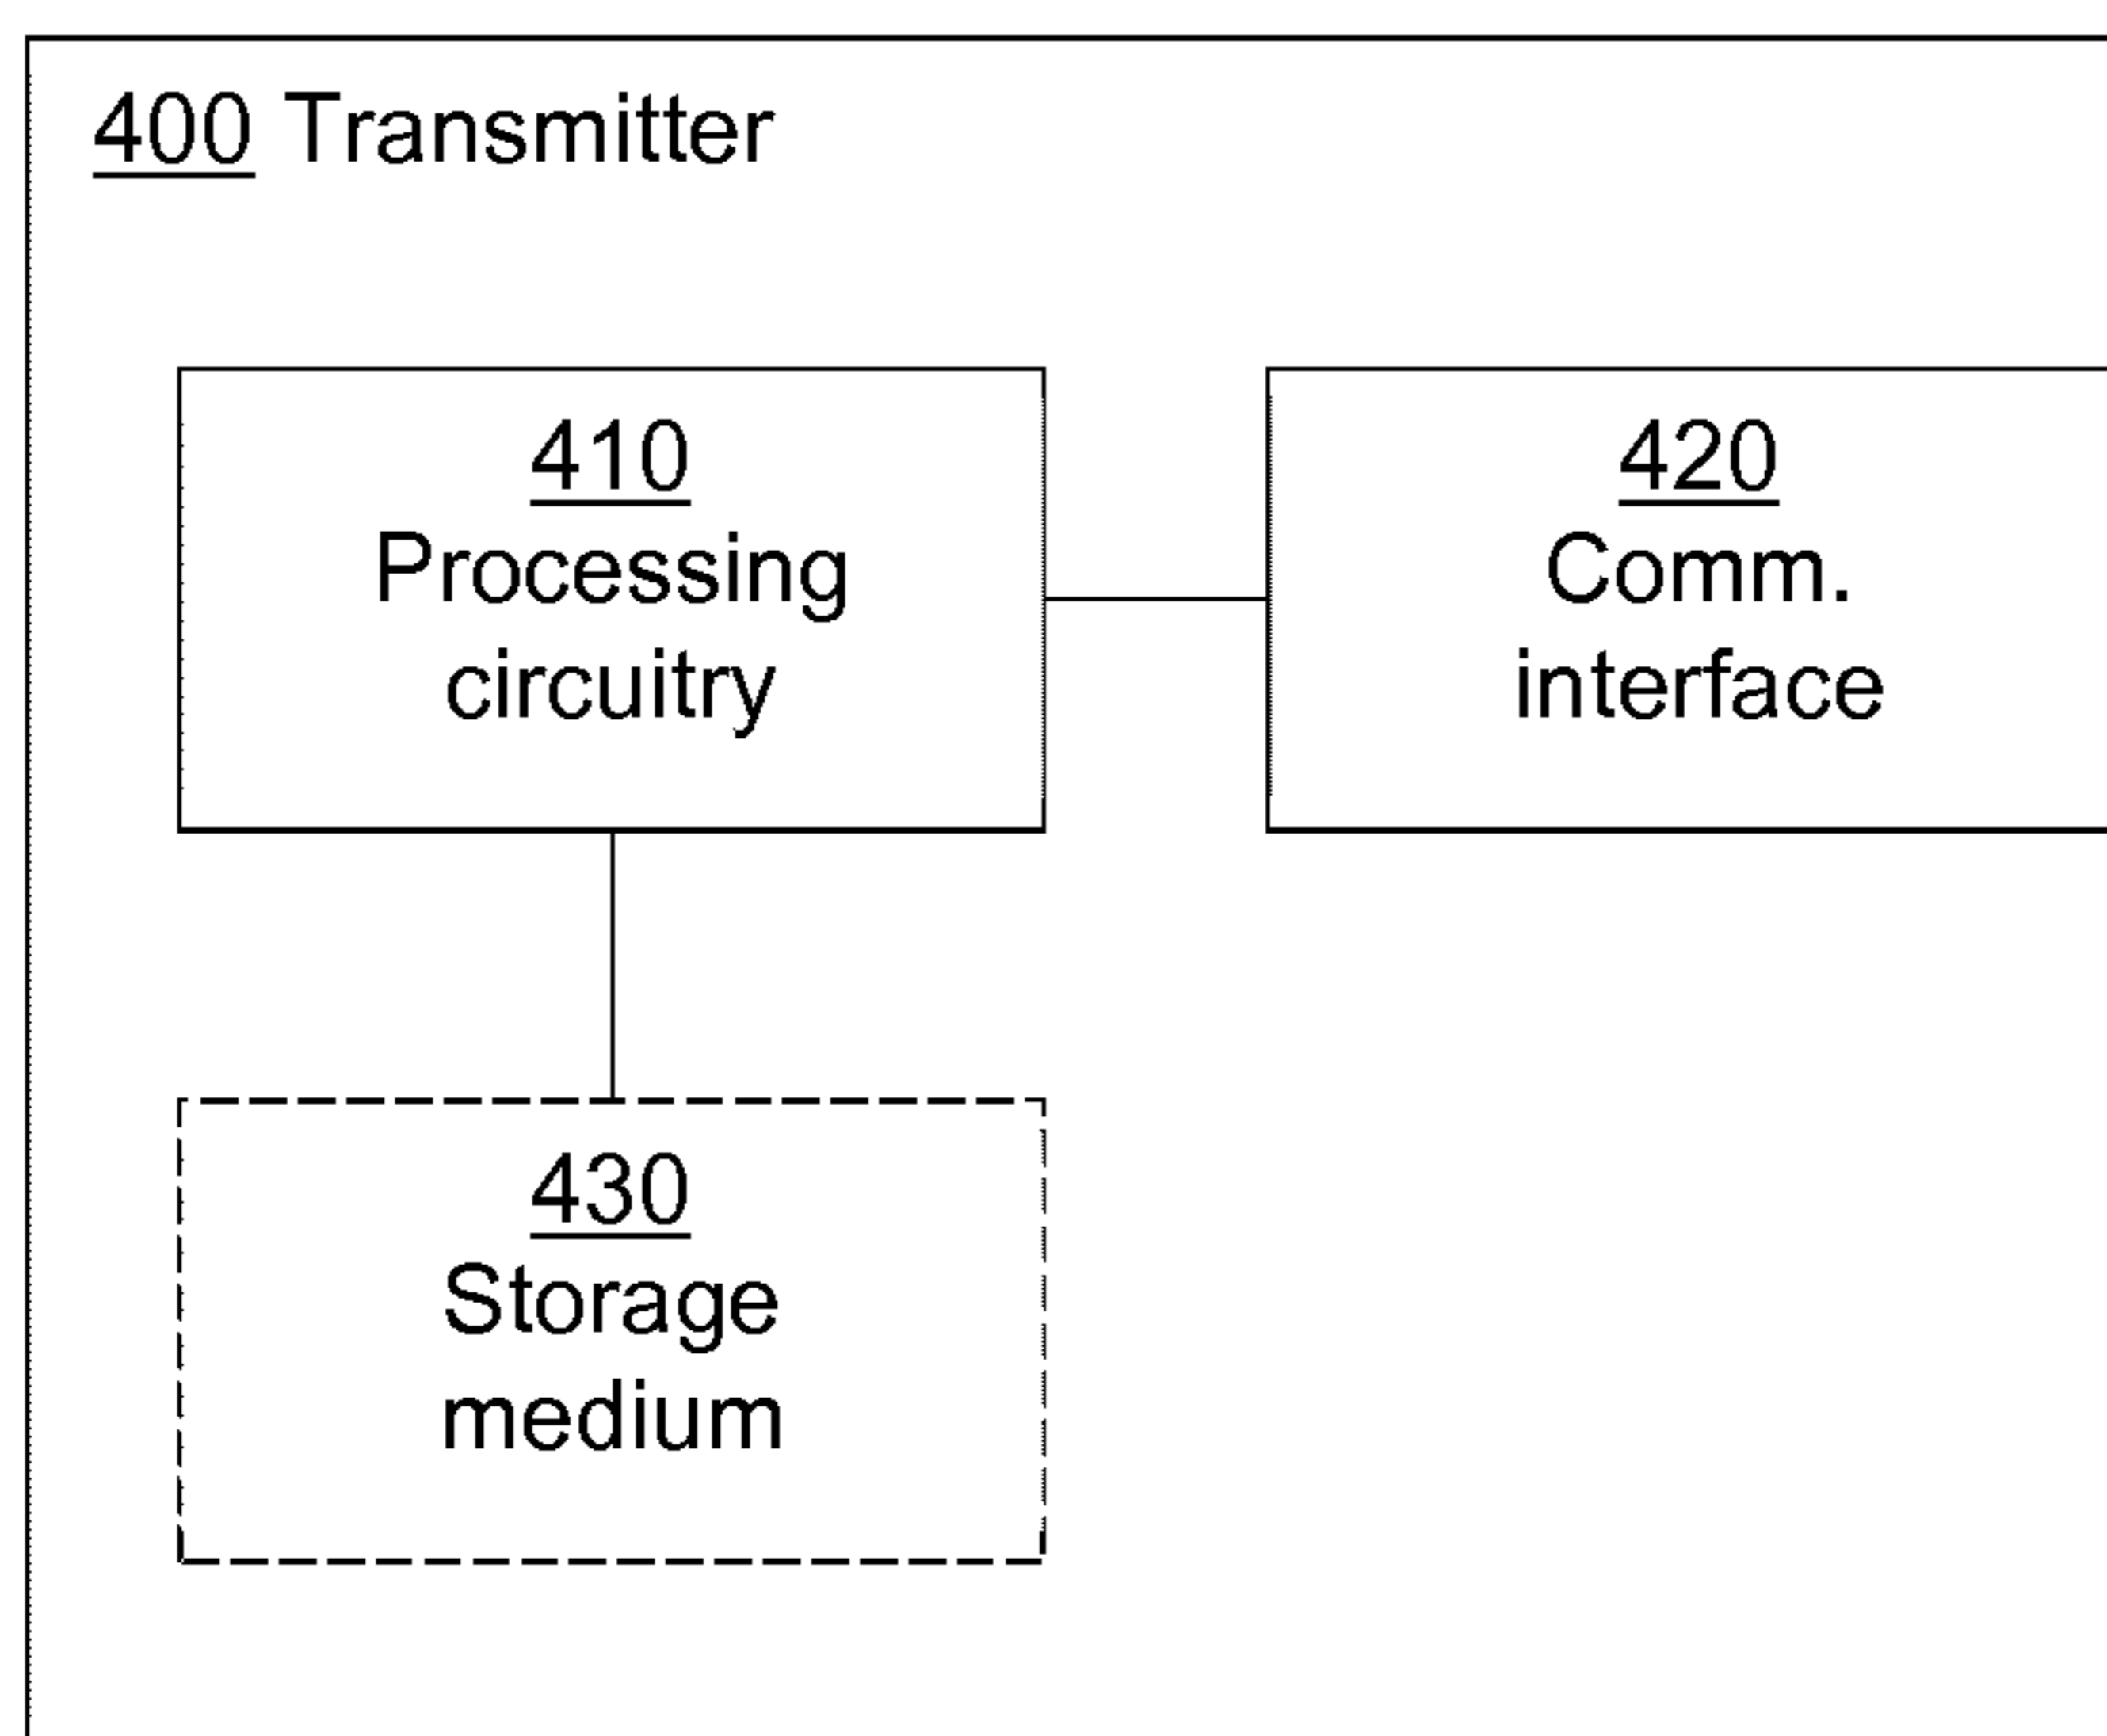 400 Transmitter
410
Processing
circuitry
420
Comm.
interface
430
Storage
medium